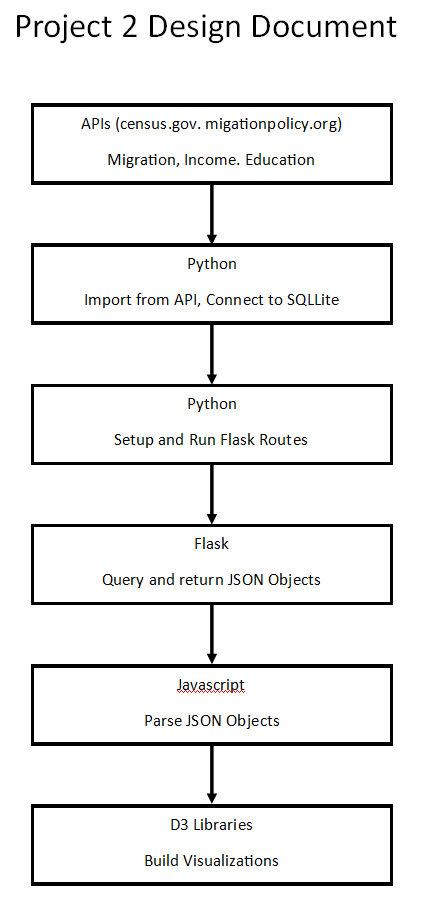 Project 2 Design Document
APIs (census.gov. migationpolicy.org)
Migration, Income. Education
Python
Import from API, Connect to SQLLite
Python
Setup and Run Flask Routes
Flask
Query and return JSON Objects
Javascript
Parse JSON Objects
D3 Libraries
Build Visualizations